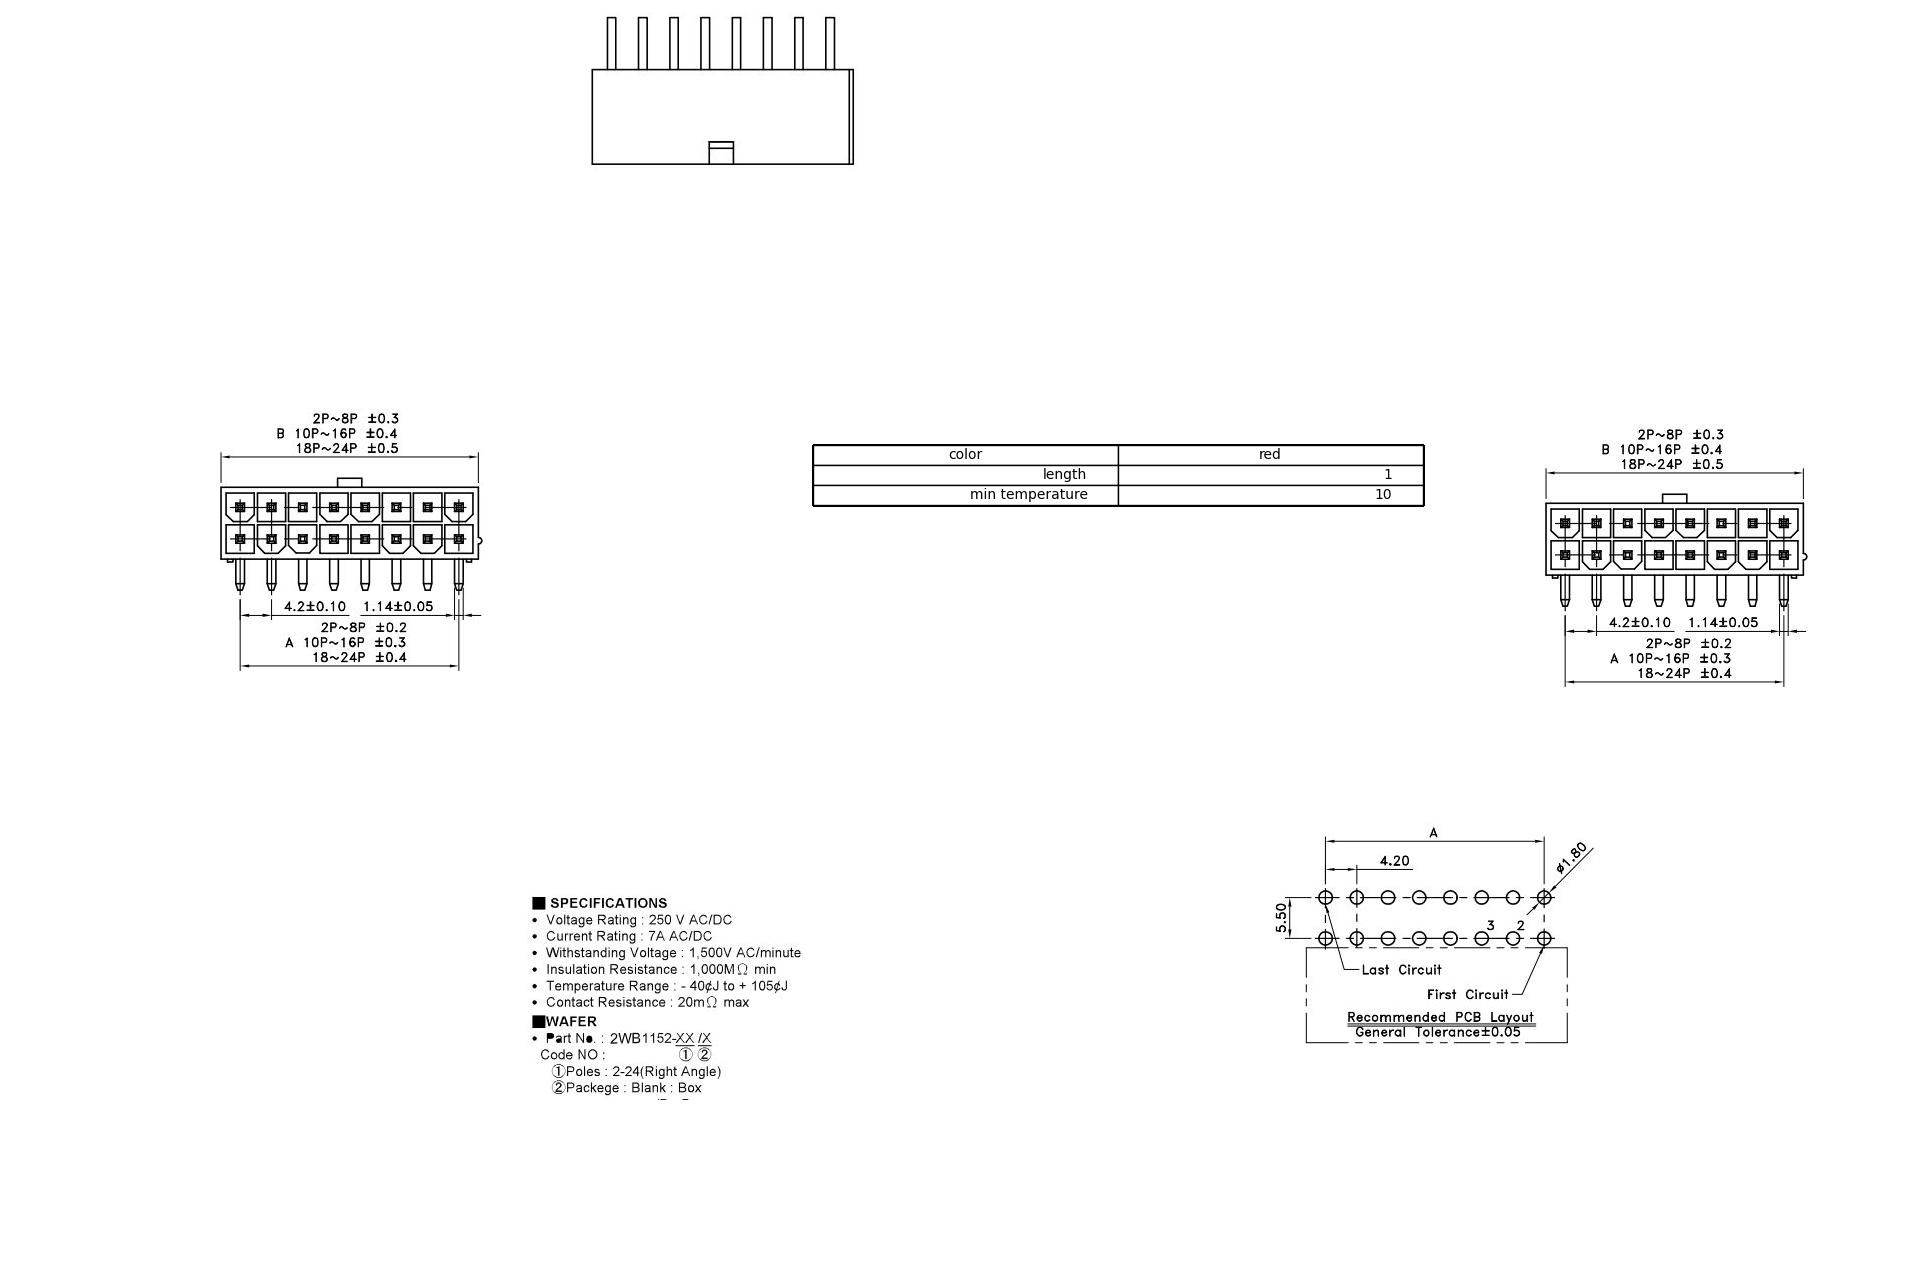 2P~8P ±0.3
B 10P~16P ±0.4
18P~24P ±0.5
4.2±0.10 1.14±0.05
2P~8P ±0.2
A 10P~16P ±0.3
18~24P ±0.4
color red
length 1
min temperature 10
2P~8P ±0.3
B 10P~16P ±0.4
18P~24P ±0.5
4.2±0.10 1.14±0.05
2P~8P ±0.2
A 10P~16P ±0.3
18~24P ±0.4
A
4.20
ø1.80
5.50
3 2
Last Circuit
First Circuit
Recommended PCB Layout
General Tolerance±0.05
■ SPECIFICATIONS
• Voltage Rating : 250 V AC/DC
• Current Rating : 7A AC/DC
• Withstanding Voltage : 1,500V AC/minute
• Insulation Resistance : 1,000MΩ min
• Temperature Range : - 40¢J to + 105¢J
• Contact Resistance : 20mΩ max
■WAFER
• Part No. : 2WB1152-XX /X
Code NO : ① ②
①Poles : 2-24(Right Angle)
②Packege : Blank : Box